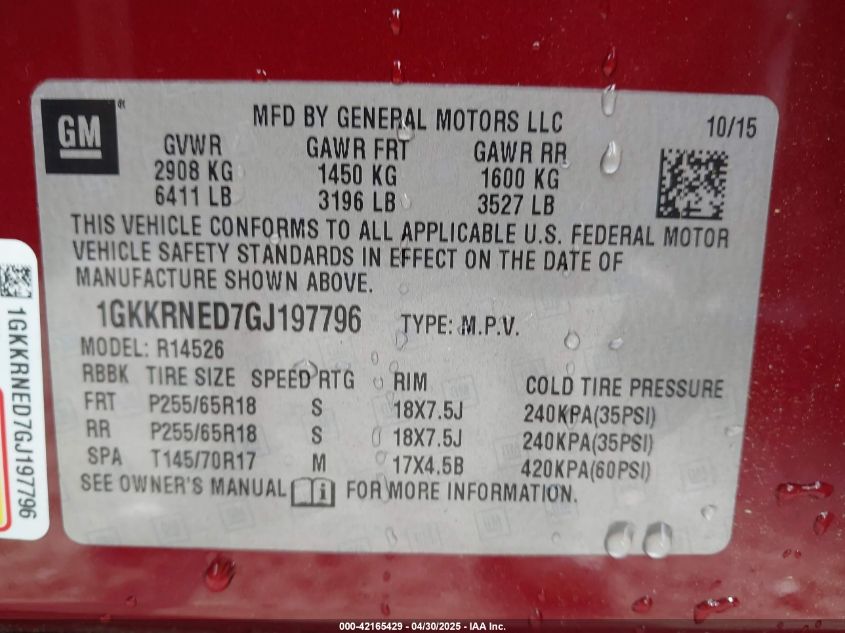 GM
MFD BY GENERAL MOTORS LLC 10/15
GVWR GAWR FRT GAWR RR
2908 KG 1450 KG 1600 KG
6411 LB 3196 LB 3527 LB
THIS VEHICLE CONFORMS TO ALL APPLICABLE U.S. FEDERAL MOTOR
VEHICLE SAFETY STANDARDS IN EFFECT ON THE DATE OF
MANUFACTURE SHOWN ABOVE.
1GKKRNED7GJ197796 TYPE: M.P.V.
MODEL: R14526
RBBK TIRE SIZE SPEED RTG RIM COLD TIRE PRESSURE
FRT P255/65R18 S 18X7.5J 240KPA(35PSI)
RR P255/65R18 S 18X7.5J 240KPA(35PSI)
SPA T145/70R17 M 17X4.5B 420KPA(60PSI)
SEE OWNER'S MANUAL FOR MORE INFORMATION.
1GKKRNED7GJ197796
000-42165429 - 04/30/2025 - IAA Inc.